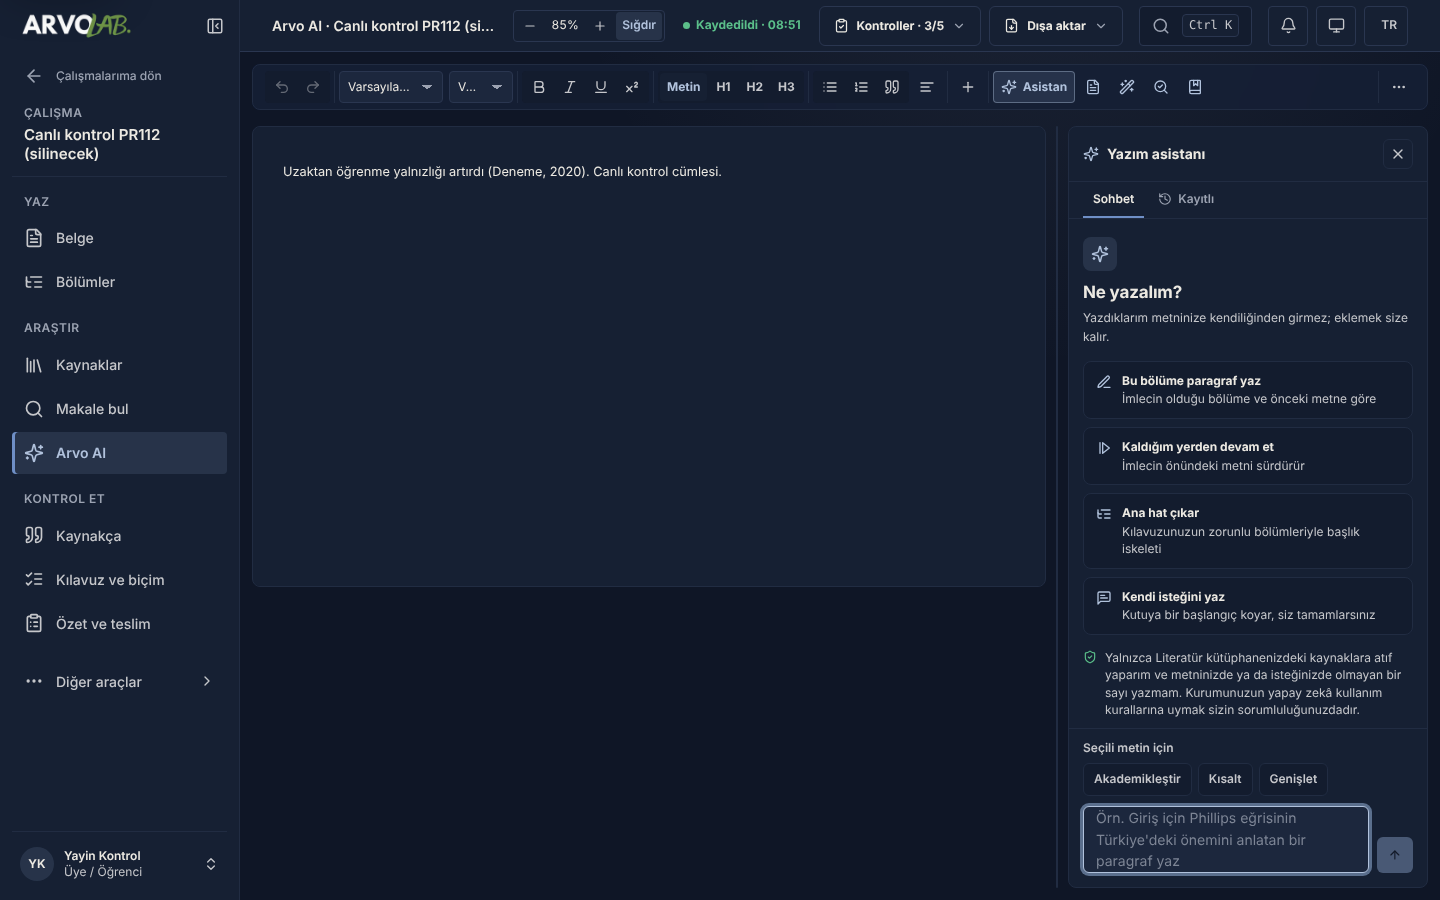 ARVOLAB.
Çalışmalarıma dön
ÇALIŞMA
Canlı kontrol PR112
(silinecek)
YAZ
Belge
Bölümler
ARAŞTIR
Kaynaklar
Makale bul
Arvo AI
KONTROL ET
Kaynakça
Kılavuz ve biçim
Özet ve teslim
Diğer araçlar
YK
Yayin Kontrol
Üye / Öğrenci
Arvo AI · Canlı kontrol PR112 (si...
85%
Sığdır
Kaydedildi · 08:51
Kontroller · 3/5
Dışa aktar
Ctrl K
TR
Varsayıla...
V...
B I U x²
Metin H1 H2 H3
Asistan
Uzaktan öğrenme yalnızlığı artırdı (Deneme, 2020). Canlı kontrol cümlesi.
Yazım asistanı
Sohbet
Kayıtlı
Ne yazalım?
Yazdıklarım metninize kendiliğinden girmez; eklemek size
kalır.
Bu bölüme paragraf yaz
İmlecin olduğu bölüme ve önceki metne göre
Kaldığım yerden devam et
İmlecin önündeki metni sürdürür
Ana hat çıkar
Kılavuzunuzun zorunlu bölümleriyle başlık
iskeleti
Kendi isteğini yaz
Kutuya bir başlangıç koyar, siz tamamlarsınız
Yalnızca Literatür kütüphanenizdeki kaynaklara atıf
yaparım ve metninizde ya da isteğinizde olmayan bir
sayı yazmam. Kurumunuzun yapay zekâ kullanım
kurallarına uymak sizin sorumluluğunuzdadır.
Seçili metin için
Akademikleştir
Kısalt
Genişlet
Örn. Giriş için Phillips eğrisinin
Türkiye'deki önemini anlatan bir
paragraf yaz